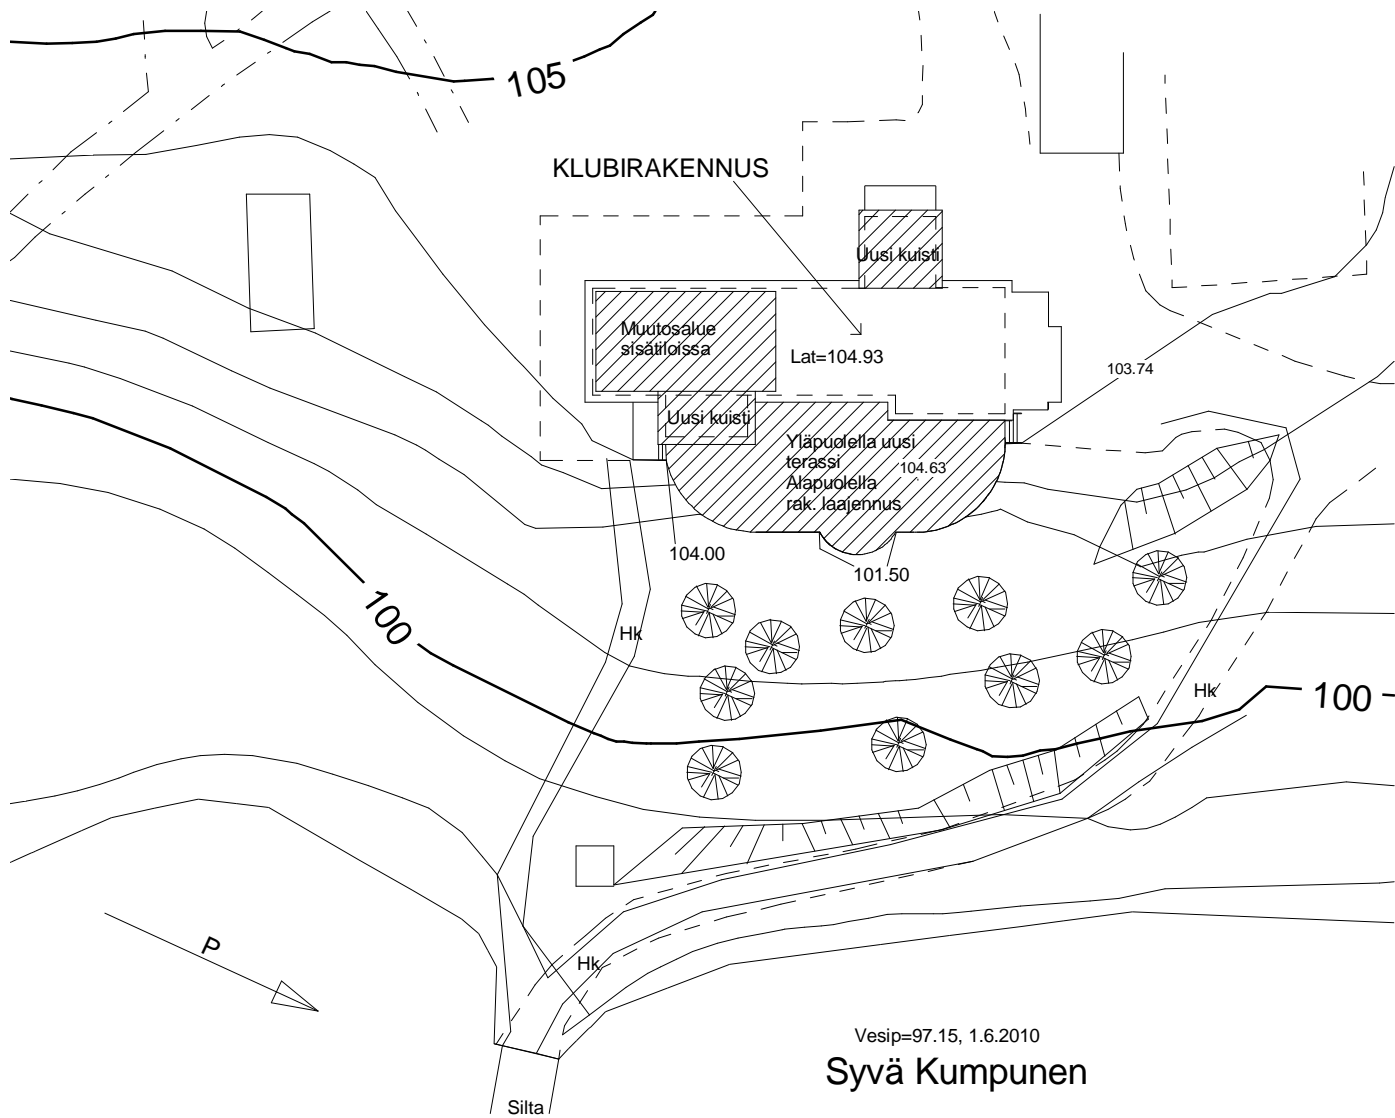 105
KLUBIRAKENNUS
Uusi kuisti
Muutosalue
sisätiloissa
Lat=104.93
103.74
Uusi kuisti
Yläpuolella uusi
terassi
104.63
Alapuolella
rak. laajennus
104.00
101.50
100
Hk
Hk
100
P
Hk
Vesip=97.15, 1.6.2010
Syvä Kumpunen
Silta